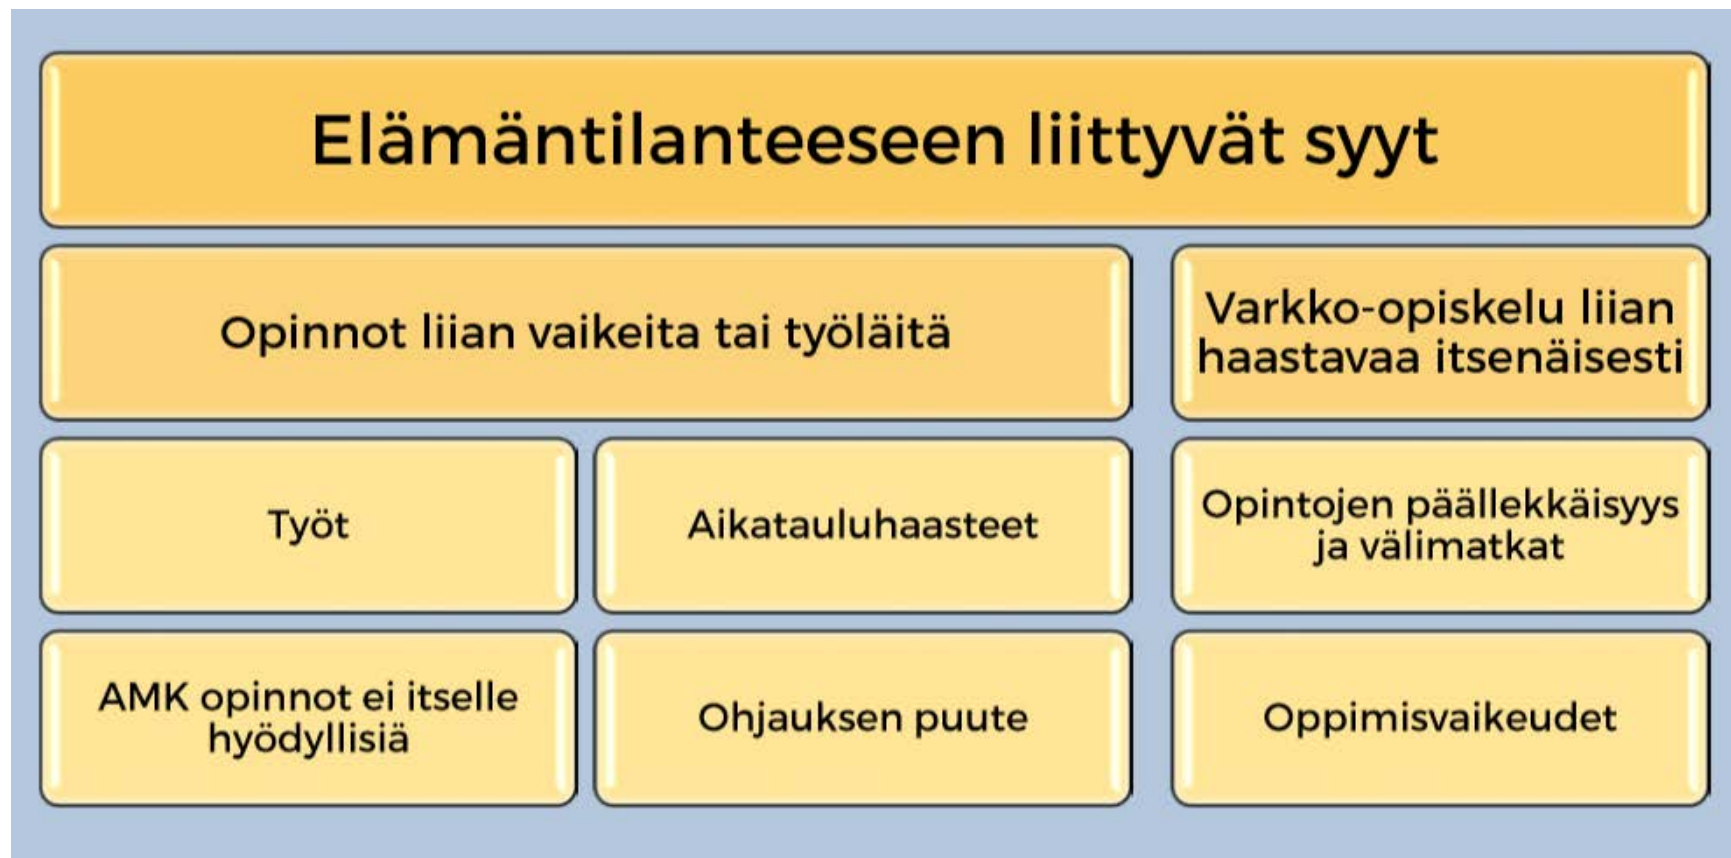 Elämäntilanteeseen liittyvät syyt
Opinnot liian vaikeita tai työläitä
Varkko-opiskelu liian
haastavaa itsenäisesti
Työt
Aikatauluhaasteet
Opintojen päällekkäisyys
ja välimatkat
AMK opinnot ei itselle
hyödyllisiä
Ohjauksen puute
Oppimisvaikeudet